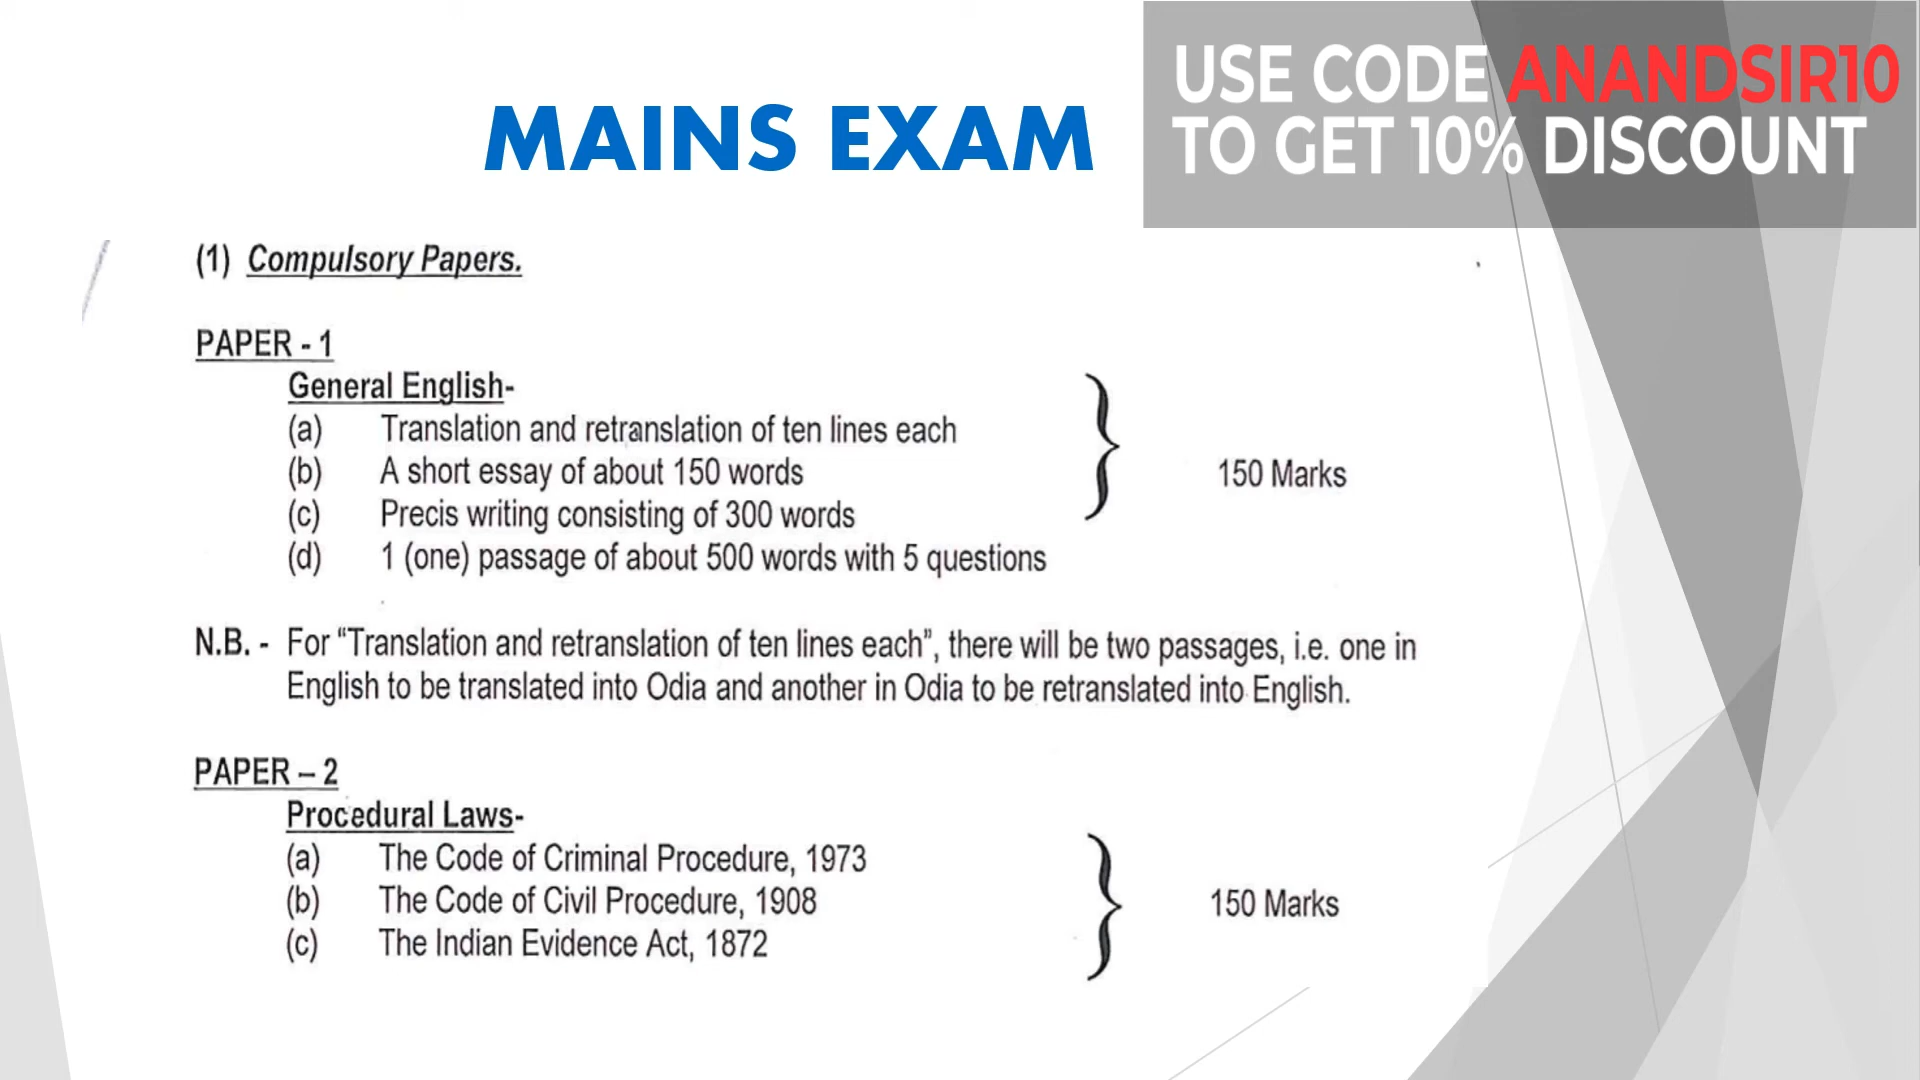 USE CODE ANANDSIR10
TO GET 10% DISCOUNT
MAINS EXAM
(1) Compulsory Papers.
PAPER - 1
General English-
(a) Translation and retranslation of ten lines each
(b) A short essay of about 150 words
(c) Precis writing consisting of 300 words
(d) 1 (one) passage of about 500 words with 5 questions
150 Marks
N.B. - For “Translation and retranslation of ten lines each”, there will be two passages, i.e. one in
English to be translated into Odia and another in Odia to be retranslated into English.
PAPER – 2
Procedural Laws-
(a) The Code of Criminal Procedure, 1973
(b) The Code of Civil Procedure, 1908
(c) The Indian Evidence Act, 1872
150 Marks